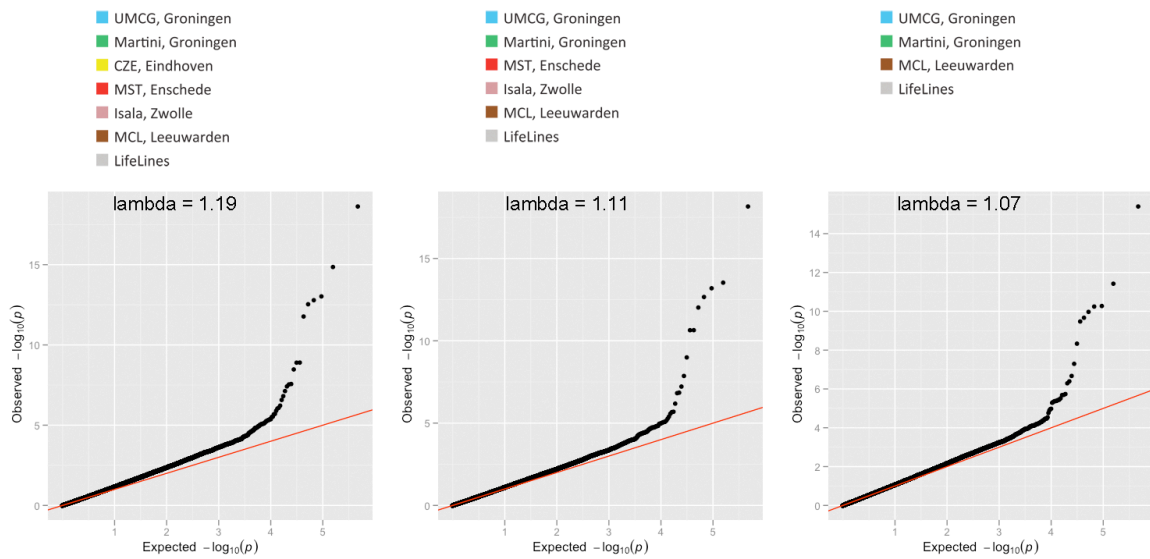 UMCG, Groningen
Martini, Groningen
CZE, Eindhoven
MST, Enschede
Isala, Zwolle
MCL, Leeuwarden
LifeLines
UMCG, Groningen
Martini, Groningen
MST, Enschede
Isala, Zwolle
MCL, Leeuwarden
LifeLines
UMCG, Groningen
Martini, Groningen
MCL, Leeuwarden
LifeLines
lambda = 1.19
15
10
5
0
Observed −log10(p)
1 2 3 4 5
Expected −log10(p)
lambda = 1.11
15
10
5
0
Observed −log10(p)
1 2 3 4 5
Expected −log10(p)
lambda = 1.07
14
12
10
8
6
4
2
0
Observed −log10(p)
1 2 3 4 5
Expected −log10(p)